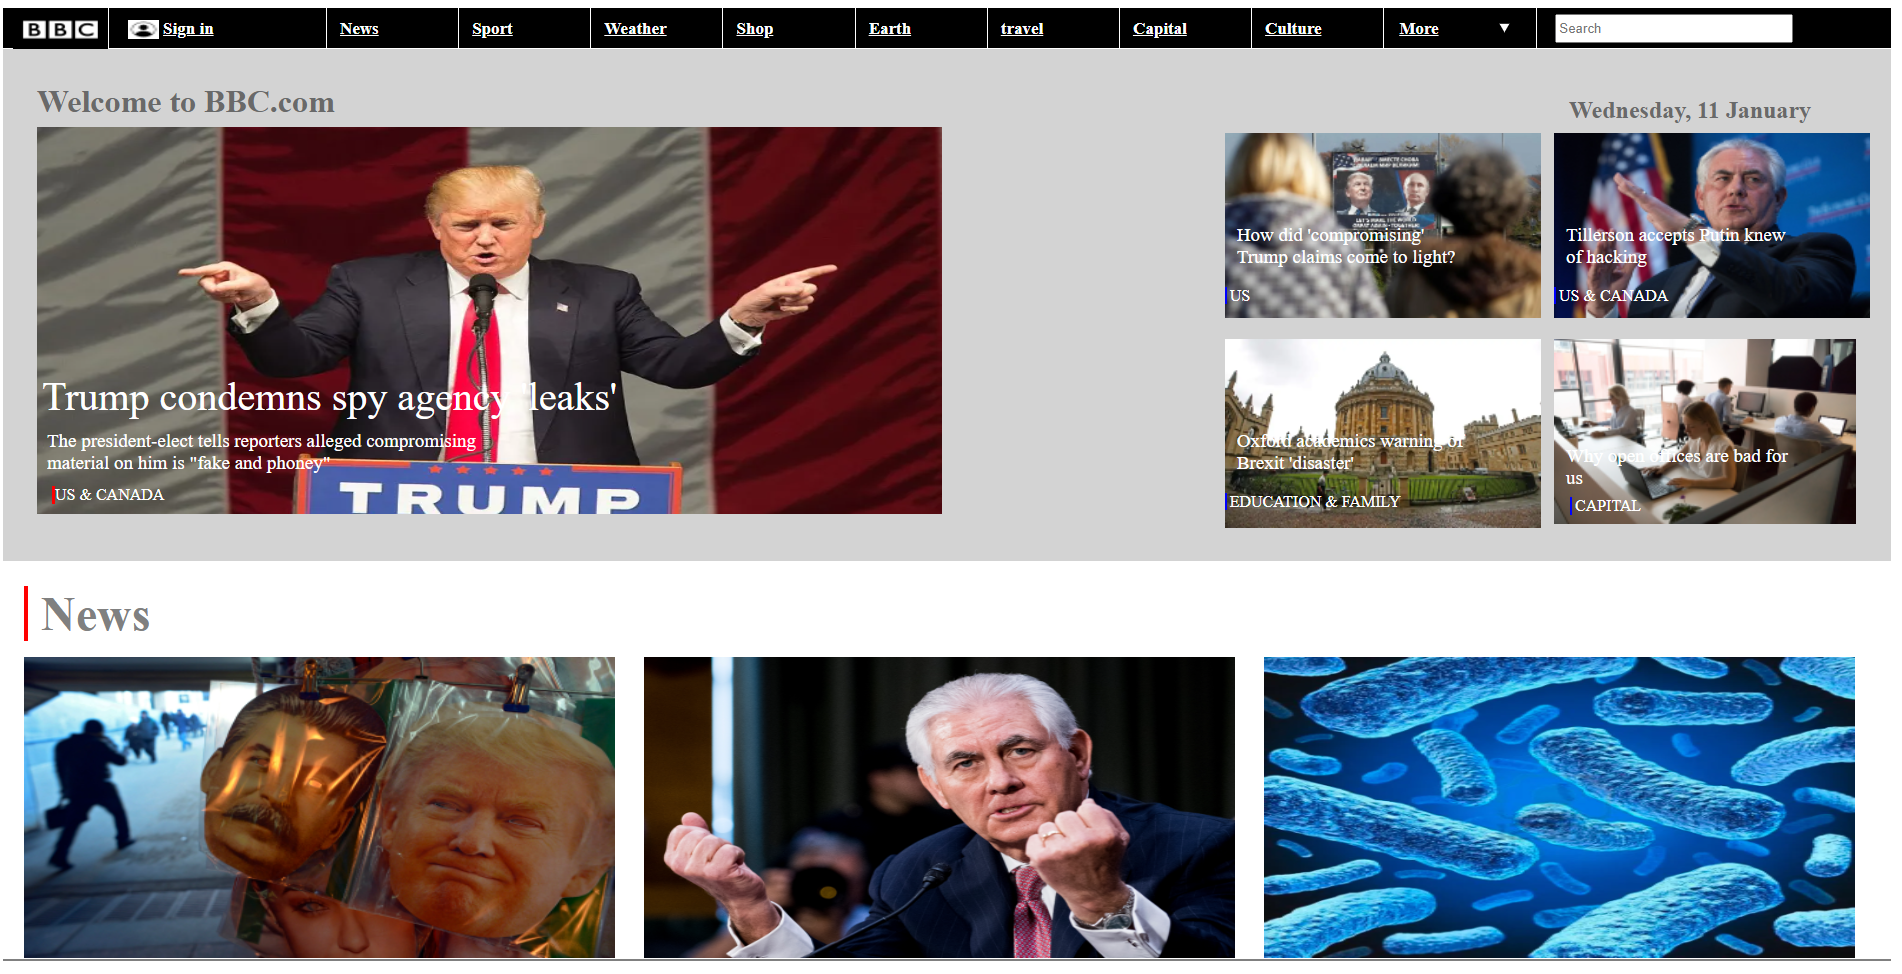 BBC
Sign in
News
Sport
Weather
Shop
Earth
travel
Capital
Culture
More
Search
Welcome to BBC.com
Wednesday, 11 January
Trump condemns spy agency 'leaks'
The president-elect tells reporters alleged compromising
material on him is "fake and phoney"
US & CANADA
TRUMP
How did 'compromising'
Trump claims come to light?
US
Tillerson accepts Putin knew
of hacking
US & CANADA
Oxford academics warning of
Brexit 'disaster'
EDUCATION & FAMILY
Why open offices are bad for
us
CAPITAL
News